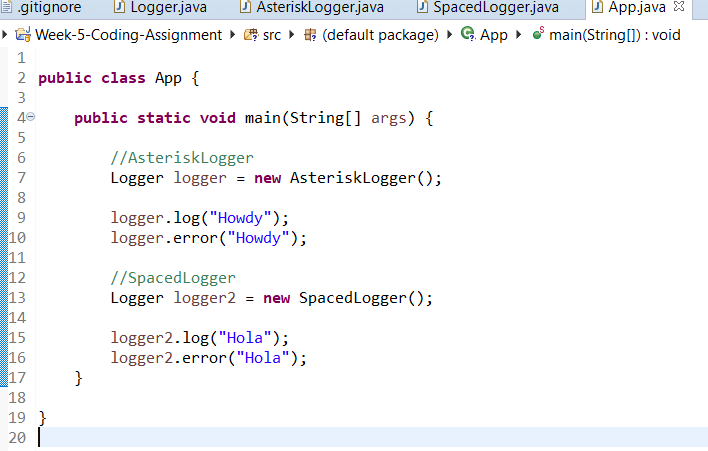 .gitignore Logger.java AsteriskLogger.java SpacedLogger.java App.java
Week-5-Coding-Assignment src (default package) App main(String[]) : void
1
2 public class App {
3
4 public static void main(String[] args) {
5
6 //AsteriskLogger
7 Logger logger = new AsteriskLogger();
8
9 logger.log("Howdy");
10 logger.error("Howdy");
11
12 //SpacedLogger
13 Logger logger2 = new SpacedLogger();
14
15 logger2.log("Hola");
16 logger2.error("Hola");
17 }
18
19 }
20